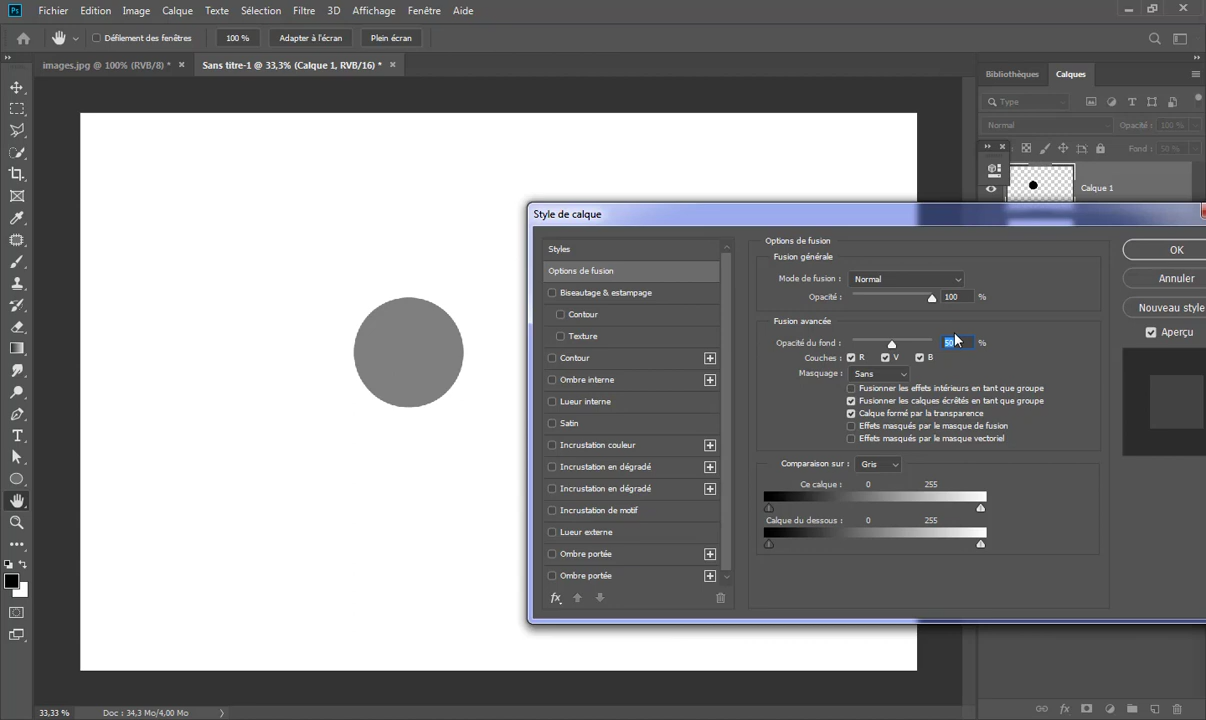 Ps Fichier Edition Image Calque Texte Sélection Filtre 3D Affichage Fenêtre Aide
Défilement des fenêtres 100 % Adapter à l'écran Plein écran
images.jpg @ 100% (RVB/8) * Sans titre-1 @ 33,3% (Calque 1, RVB/16) *
Bibliothèques Calques
Type
Normal Opacité : 100 %
Fond : 50 %
Calque 1
Style de calque
Styles
Options de fusion
Biseautage & estampage
Contour
Texture
Contour
Ombre interne
Lueur interne
Satin
Incrustation couleur
Incrustation en dégradé
Incrustation en dégradé
Incrustation de motif
Lueur externe
Ombre portée
Ombre portée
fx
Options de fusion
Fusion générale
Mode de fusion : Normal
Opacité : 100 %
Fusion avancée
Opacité du fond : 50 %
Couches : R V B
Masquage : Sans
Fusionner les effets intérieurs en tant que groupe
Fusionner les calques écrêtés en tant que groupe
Calque formé par la transparence
Effets masqués par le masque de fusion
Effets masqués par le masque vectoriel
Comparaison sur : Gris
Ce calque : 0 255
Calque du dessous : 0 255
OK
Annuler
Nouveau style
Aperçu
T
33,33 % Doc : 34,3 Mo/4,00 Mo
fx